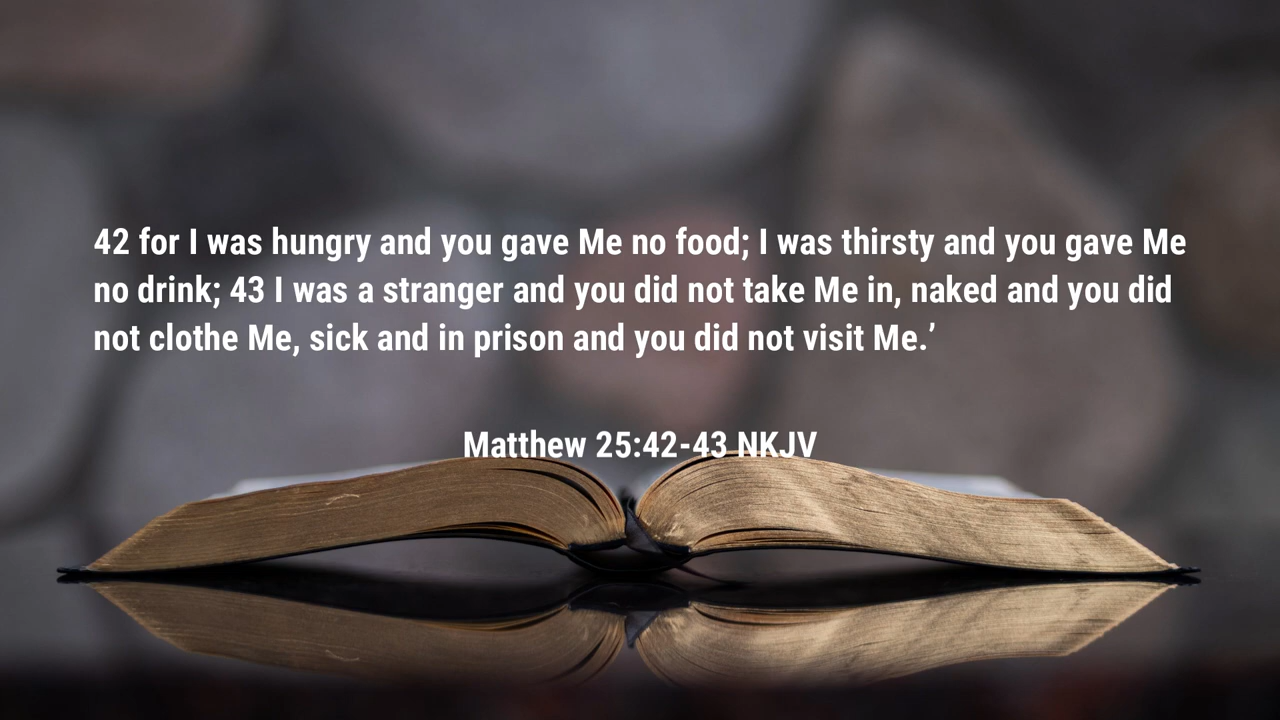 42 for I was hungry and you gave Me no food; I was thirsty and you gave Me
no drink; 43 I was a stranger and you did not take Me in, naked and you did
not clothe Me, sick and in prison and you did not visit Me.’
Matthew 25:42-43 NKJV